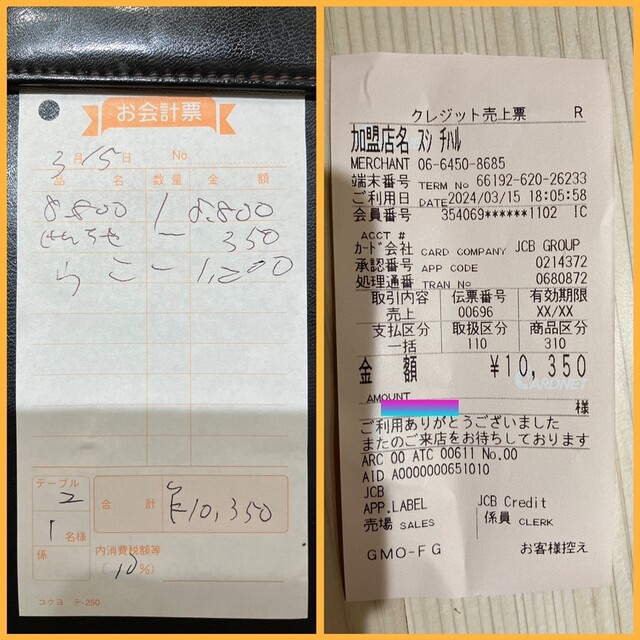 お会計票
3月15日 No
品名 数量 金額
8.800 1 8.800
せんちゃ 一 350
一 1,200
テーブル
2
1名様
係
合計 ¥10,350
内消費税額等
(10%)
コクヨ テ-250
クレジット売上票 R
加盟店名 スシ チハル
MERCHANT 06-6450-8685
端末番号 TERM No 66192-620-26233
ご利用日 DATE 2024/03/15 18:05:58
会員番号 354069******1102 IC
ACCT #
カード会社 CARD COMPANY JCB GROUP
承認番号 APP CODE 0214372
処理通番 TRAN No 0680872
取引内容 伝票番号 有効期限
売上 00696 XX/XX
支払区分 取扱区分 商品区分
一括 110 310
金額 ¥10,350
CARDNET
AMOUNT
様
ご利用ありがとうございました
またのご来店をお待ちしております
ARC 00 ATC 00611 No.00
AID A0000000651010
JCB
APP.LABEL JCB Credit
売場 SALES 係員 CLERK
GMO-FG お客様控え